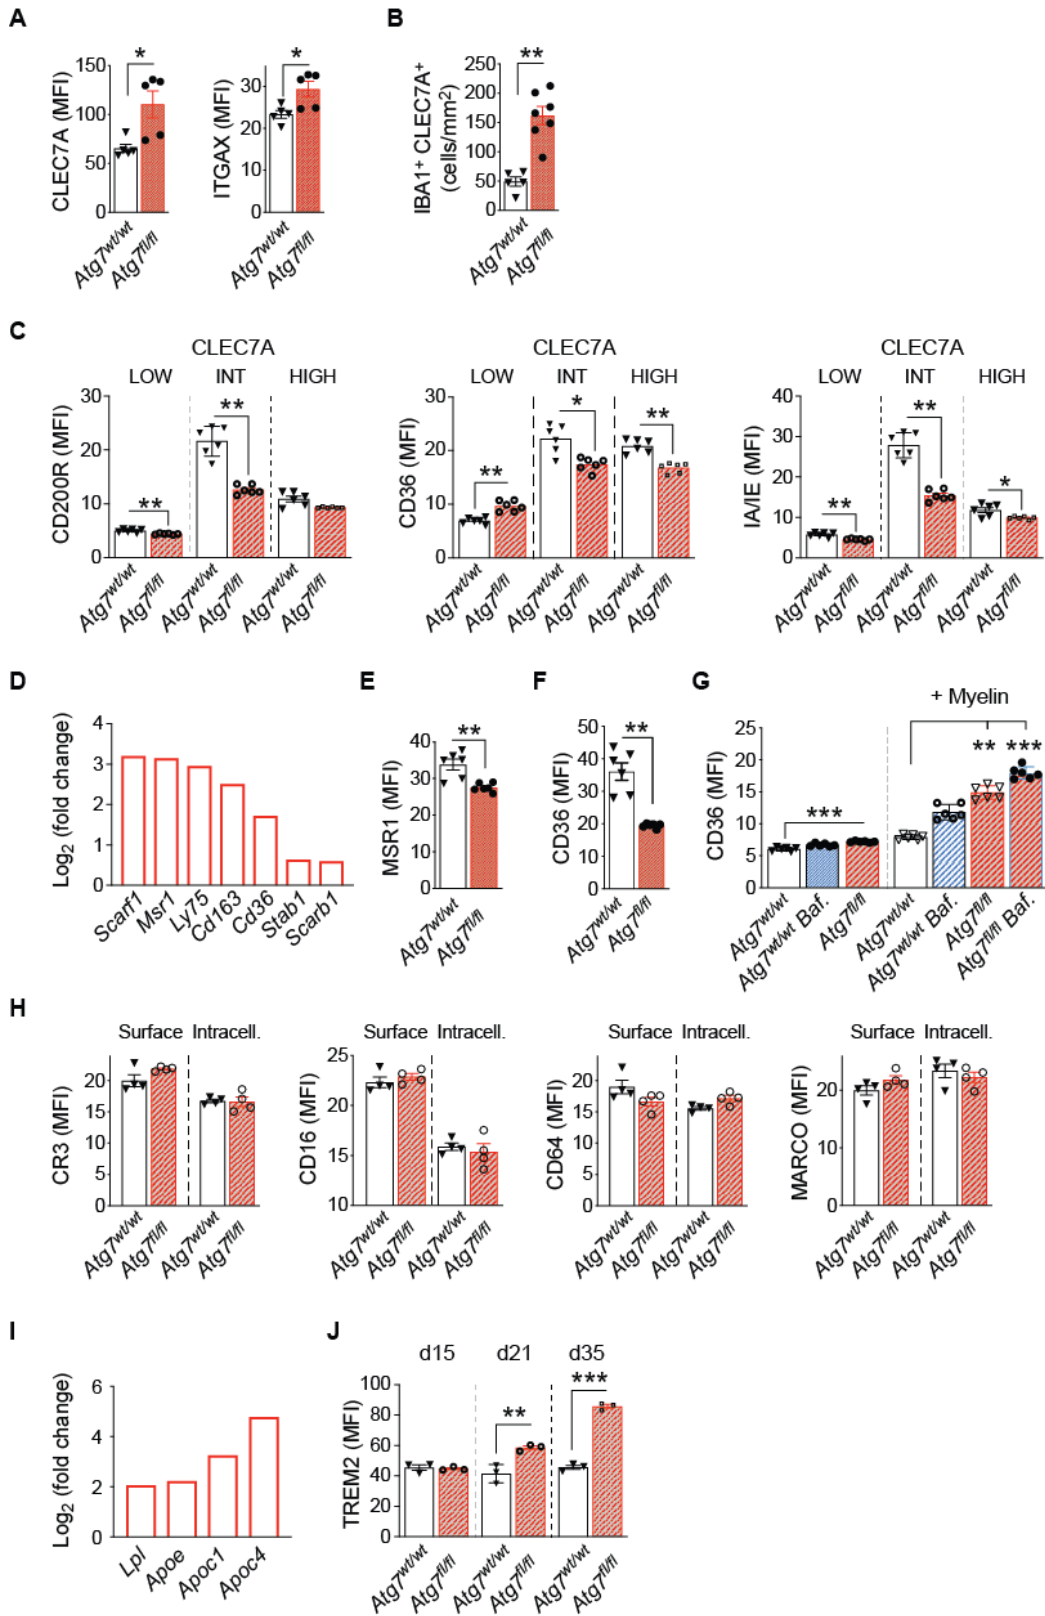 A
CLEC7A (MFI)
150
100
50
0
*
Atg7wt/wt
Atg7fl/fl
ITGAX (MFI)
30
20
10
0
*
Atg7wt/wt
Atg7fl/fl
B
IBA1+ CLEC7A+
(cells/mm2)
250
200
150
100
50
0
**
Atg7wt/wt
Atg7fl/fl
C
CLEC7A
LOW INT HIGH
CD200R (MFI)
30
20
10
0
**
**
Atg7wt/wt
Atg7fl/fl
Atg7wt/wt
Atg7fl/fl
Atg7wt/wt
Atg7fl/fl
CLEC7A
LOW INT HIGH
CD36 (MFI)
30
20
10
0
**
*
**
Atg7wt/wt
Atg7fl/fl
Atg7wt/wt
Atg7fl/fl
Atg7wt/wt
Atg7fl/fl
CLEC7A
LOW INT HIGH
IA/IE (MFI)
40
30
20
10
0
**
**
*
Atg7wt/wt
Atg7fl/fl
Atg7wt/wt
Atg7fl/fl
Atg7wt/wt
Atg7fl/fl
D
Log2 (fold change)
4
3
2
1
0
Scarf1
Msr1
Ly75
Cd163
Cd36
Stab1
Scarb1
E
MSR1 (MFI)
40
30
20
10
0
**
Atg7wt/wt
Atg7fl/fl
F
CD36 (MFI)
50
40
30
20
10
0
**
Atg7wt/wt
Atg7fl/fl
G
+ Myelin
CD36 (MFI)
25
20
15
10
5
0
***
**
***
Atg7wt/wt
Atg7wt/wt Baf.
Atg7fl/fl
Atg7wt/wt
Atg7wt/wt Baf.
Atg7fl/fl
Atg7fl/fl Baf.
H
Surface Intracell.
CR3 (MFI)
20
15
10
5
0
Atg7wt/wt
Atg7fl/fl
Atg7wt/wt
Atg7fl/fl
Surface Intracell.
CD16 (MFI)
25
20
15
10
Atg7wt/wt
Atg7fl/fl
Atg7wt/wt
Atg7fl/fl
Surface Intracell.
CD64 (MFI)
20
15
10
5
0
Atg7wt/wt
Atg7fl/fl
Atg7wt/wt
Atg7fl/fl
Surface Intracell.
MARCO (MFI)
20
10
0
Atg7wt/wt
Atg7fl/fl
Atg7wt/wt
Atg7fl/fl
I
Log2 (fold change)
6
4
2
0
Lpl
Apoe
Apoc1
Apoc4
J
d15 d21 d35
TREM2 (MFI)
100
80
60
40
20
0
**
***
Atg7wt/wt
Atg7fl/fl
Atg7wt/wt
Atg7fl/fl
Atg7wt/wt
Atg7fl/fl